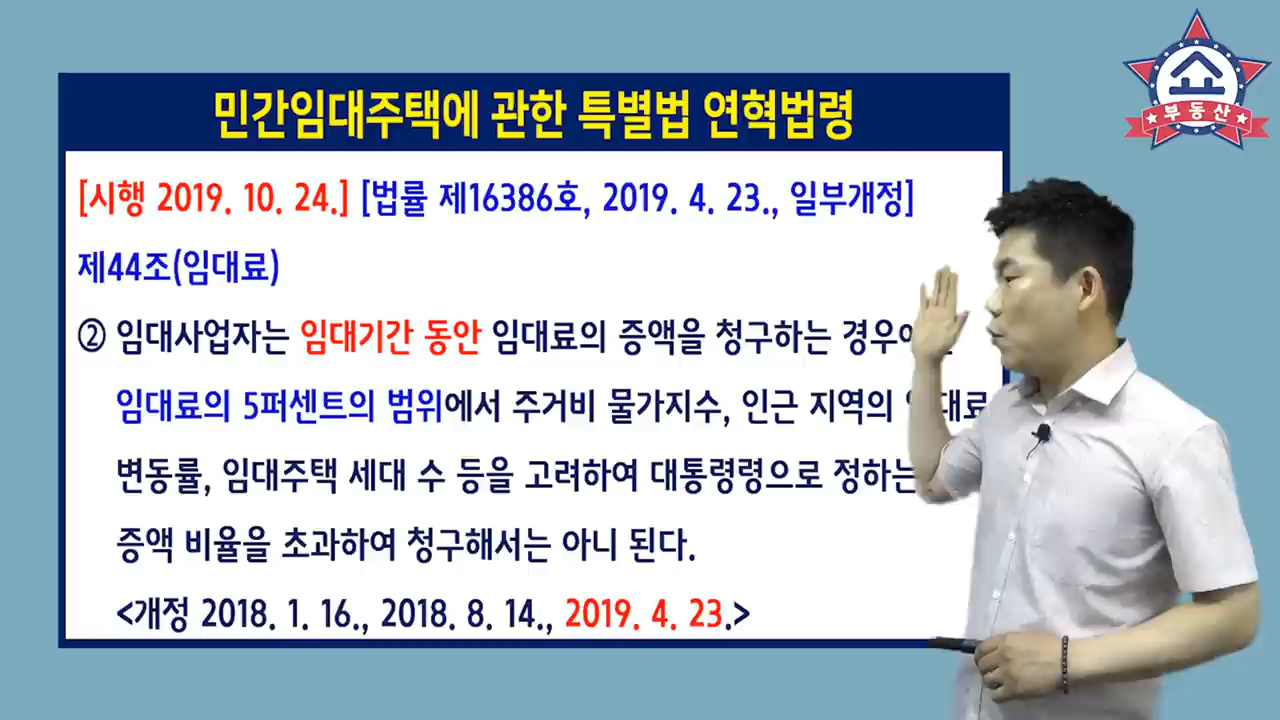 민간임대주택에 관한 특별법 연혁법령
부동산
[시행 2019. 10. 24.] [법률 제16386호, 2019. 4. 23., 일부개정]
제44조(임대료)
② 임대사업자는 임대기간 동안 임대료의 증액을 청구하는 경우에
임대료의 5퍼센트의 범위에서 주거비 물가지수, 인근 지역의
변동률, 임대주택 세대 수 등을 고려하여 대통령령으로 정하는
증액 비율을 초과하여 청구해서는 아니 된다.
<개정 2018. 1. 16., 2018. 8. 14., 2019. 4. 23.>